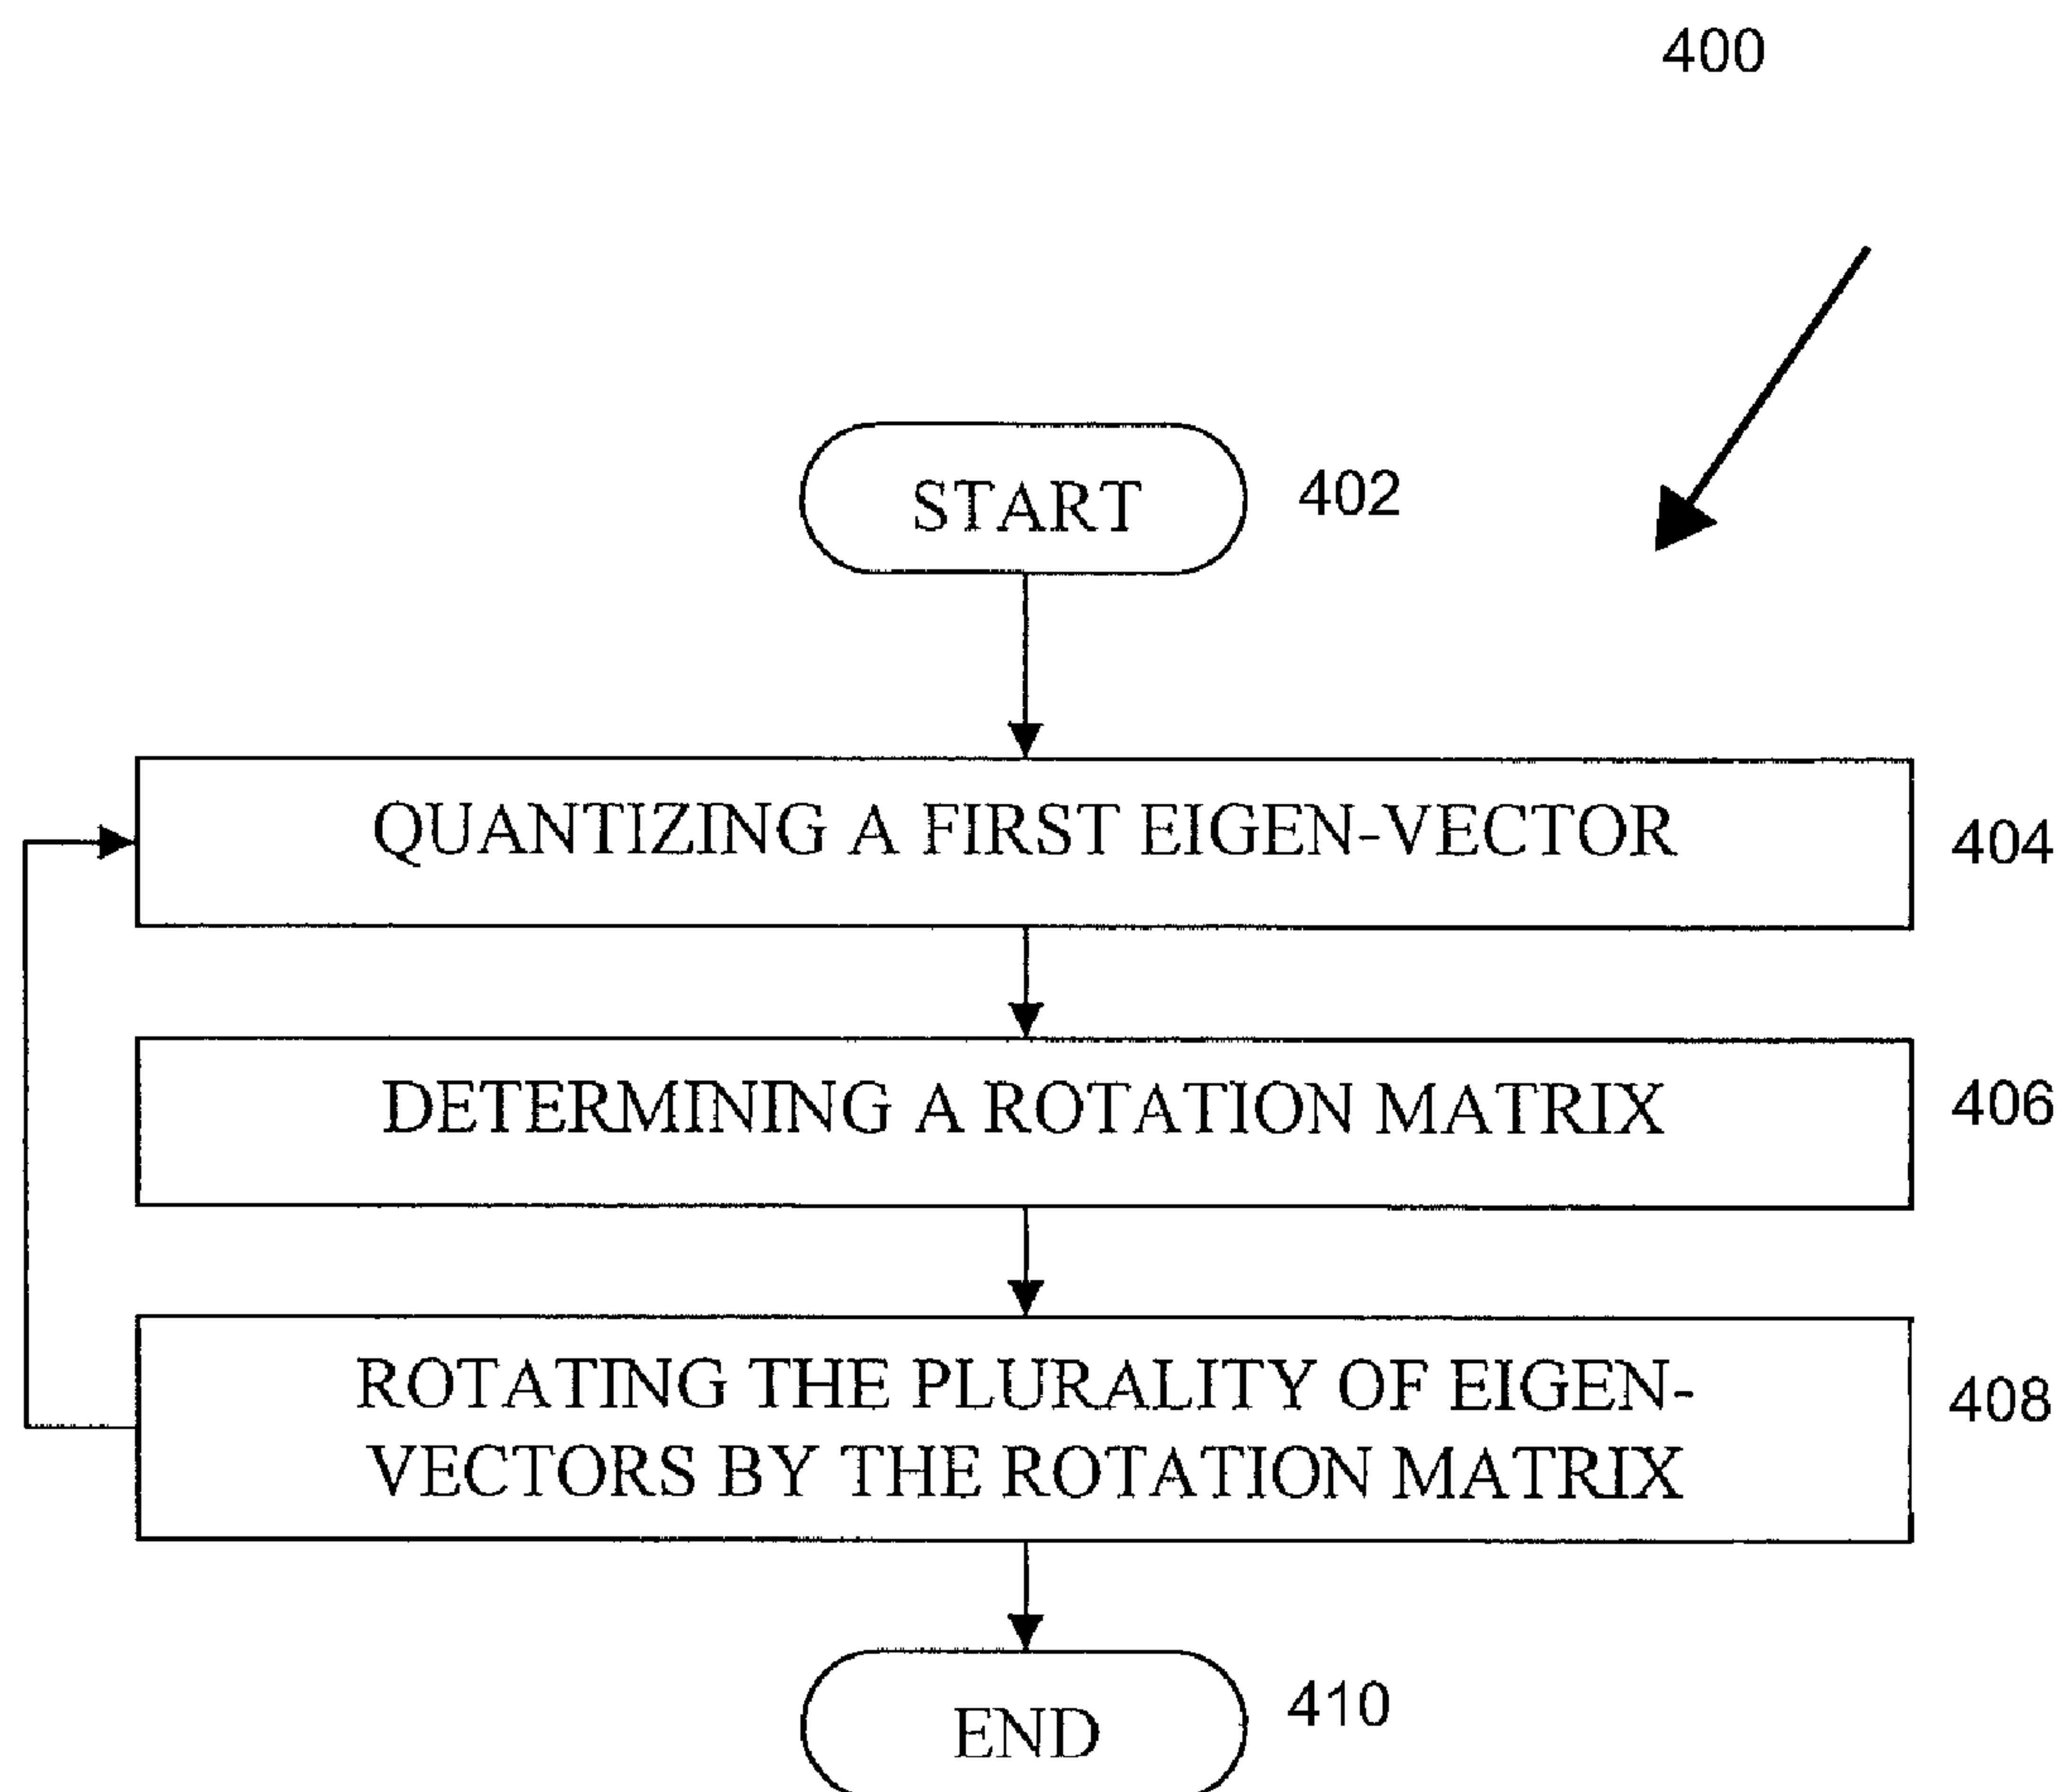 400
START
402
QUANTIZING A FIRST EIGEN-VECTOR
404
DETERMINING A ROTATION MATRIX
406
ROTATING THE PLURALITY OF EIGEN-
VECTORS BY THE ROTATION MATRIX
408
END
410